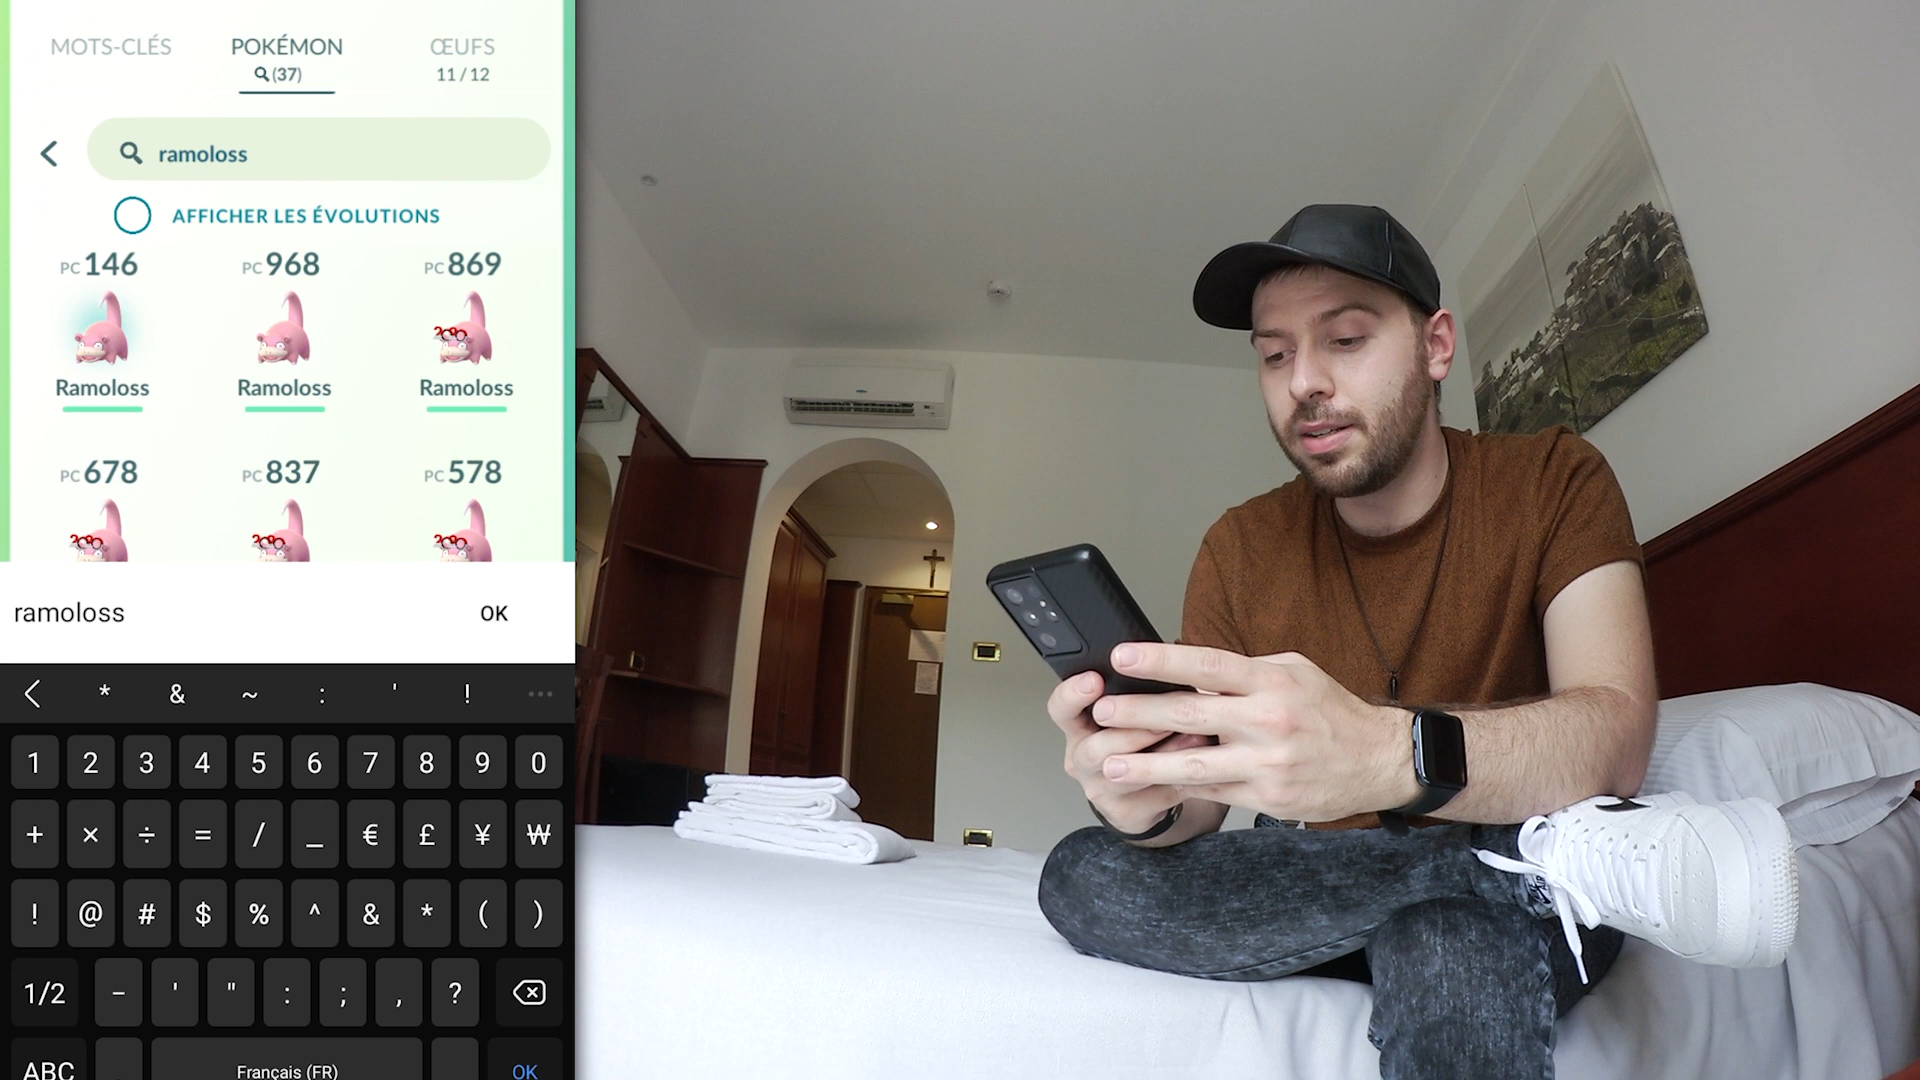 MOTS-CLÉS POKÉMON ŒUFS
(37) 11 / 12
ramoloss
AFFICHER LES ÉVOLUTIONS
PC 146 PC 968 PC 869
Ramoloss Ramoloss Ramoloss
PC 678 PC 837 PC 578
ramoloss OK
* & ~ : ' ! ...
1 2 3 4 5 6 7 8 9 0
+ × ÷ = / _ € £ ¥ ₩
! @ # $ % ^ & * ( )
1/2 - ' " : ; , ?
ABC Français (FR) OK